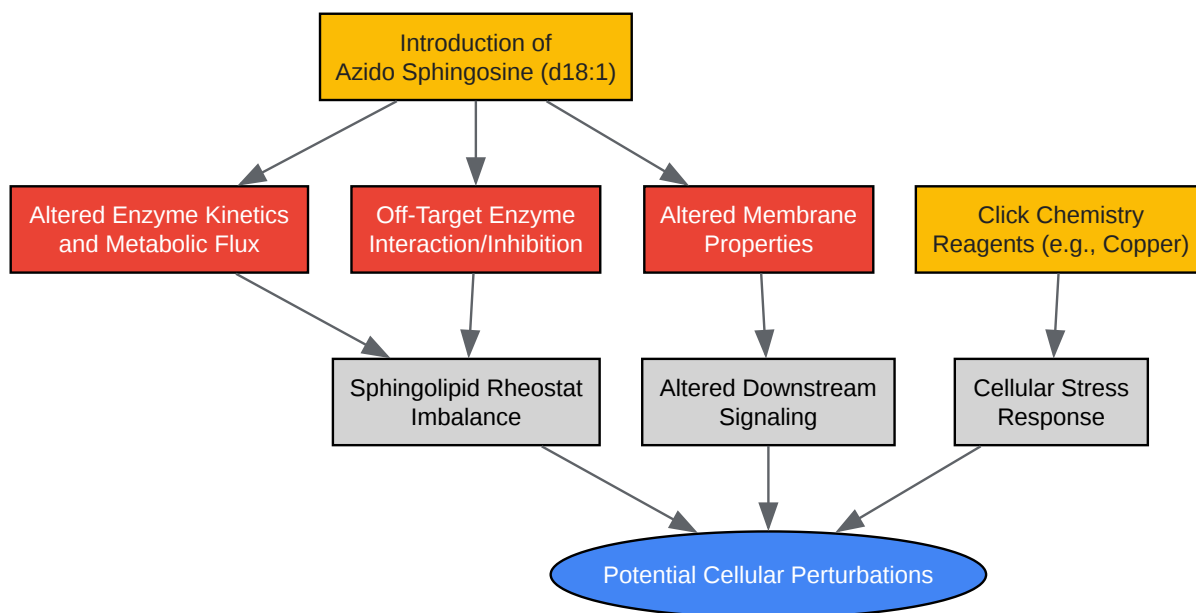 Introduction of
Azido Sphingosine (d18:1)
Altered Enzyme Kinetics
and Metabolic Flux
Off-Target Enzyme
Interaction/Inhibition
Altered Membrane
Properties
Click Chemistry
Reagents (e.g., Copper)
Sphingolipid Rheostat
Imbalance
Altered Downstream
Signaling
Cellular Stress
Response
Potential Cellular Perturbations